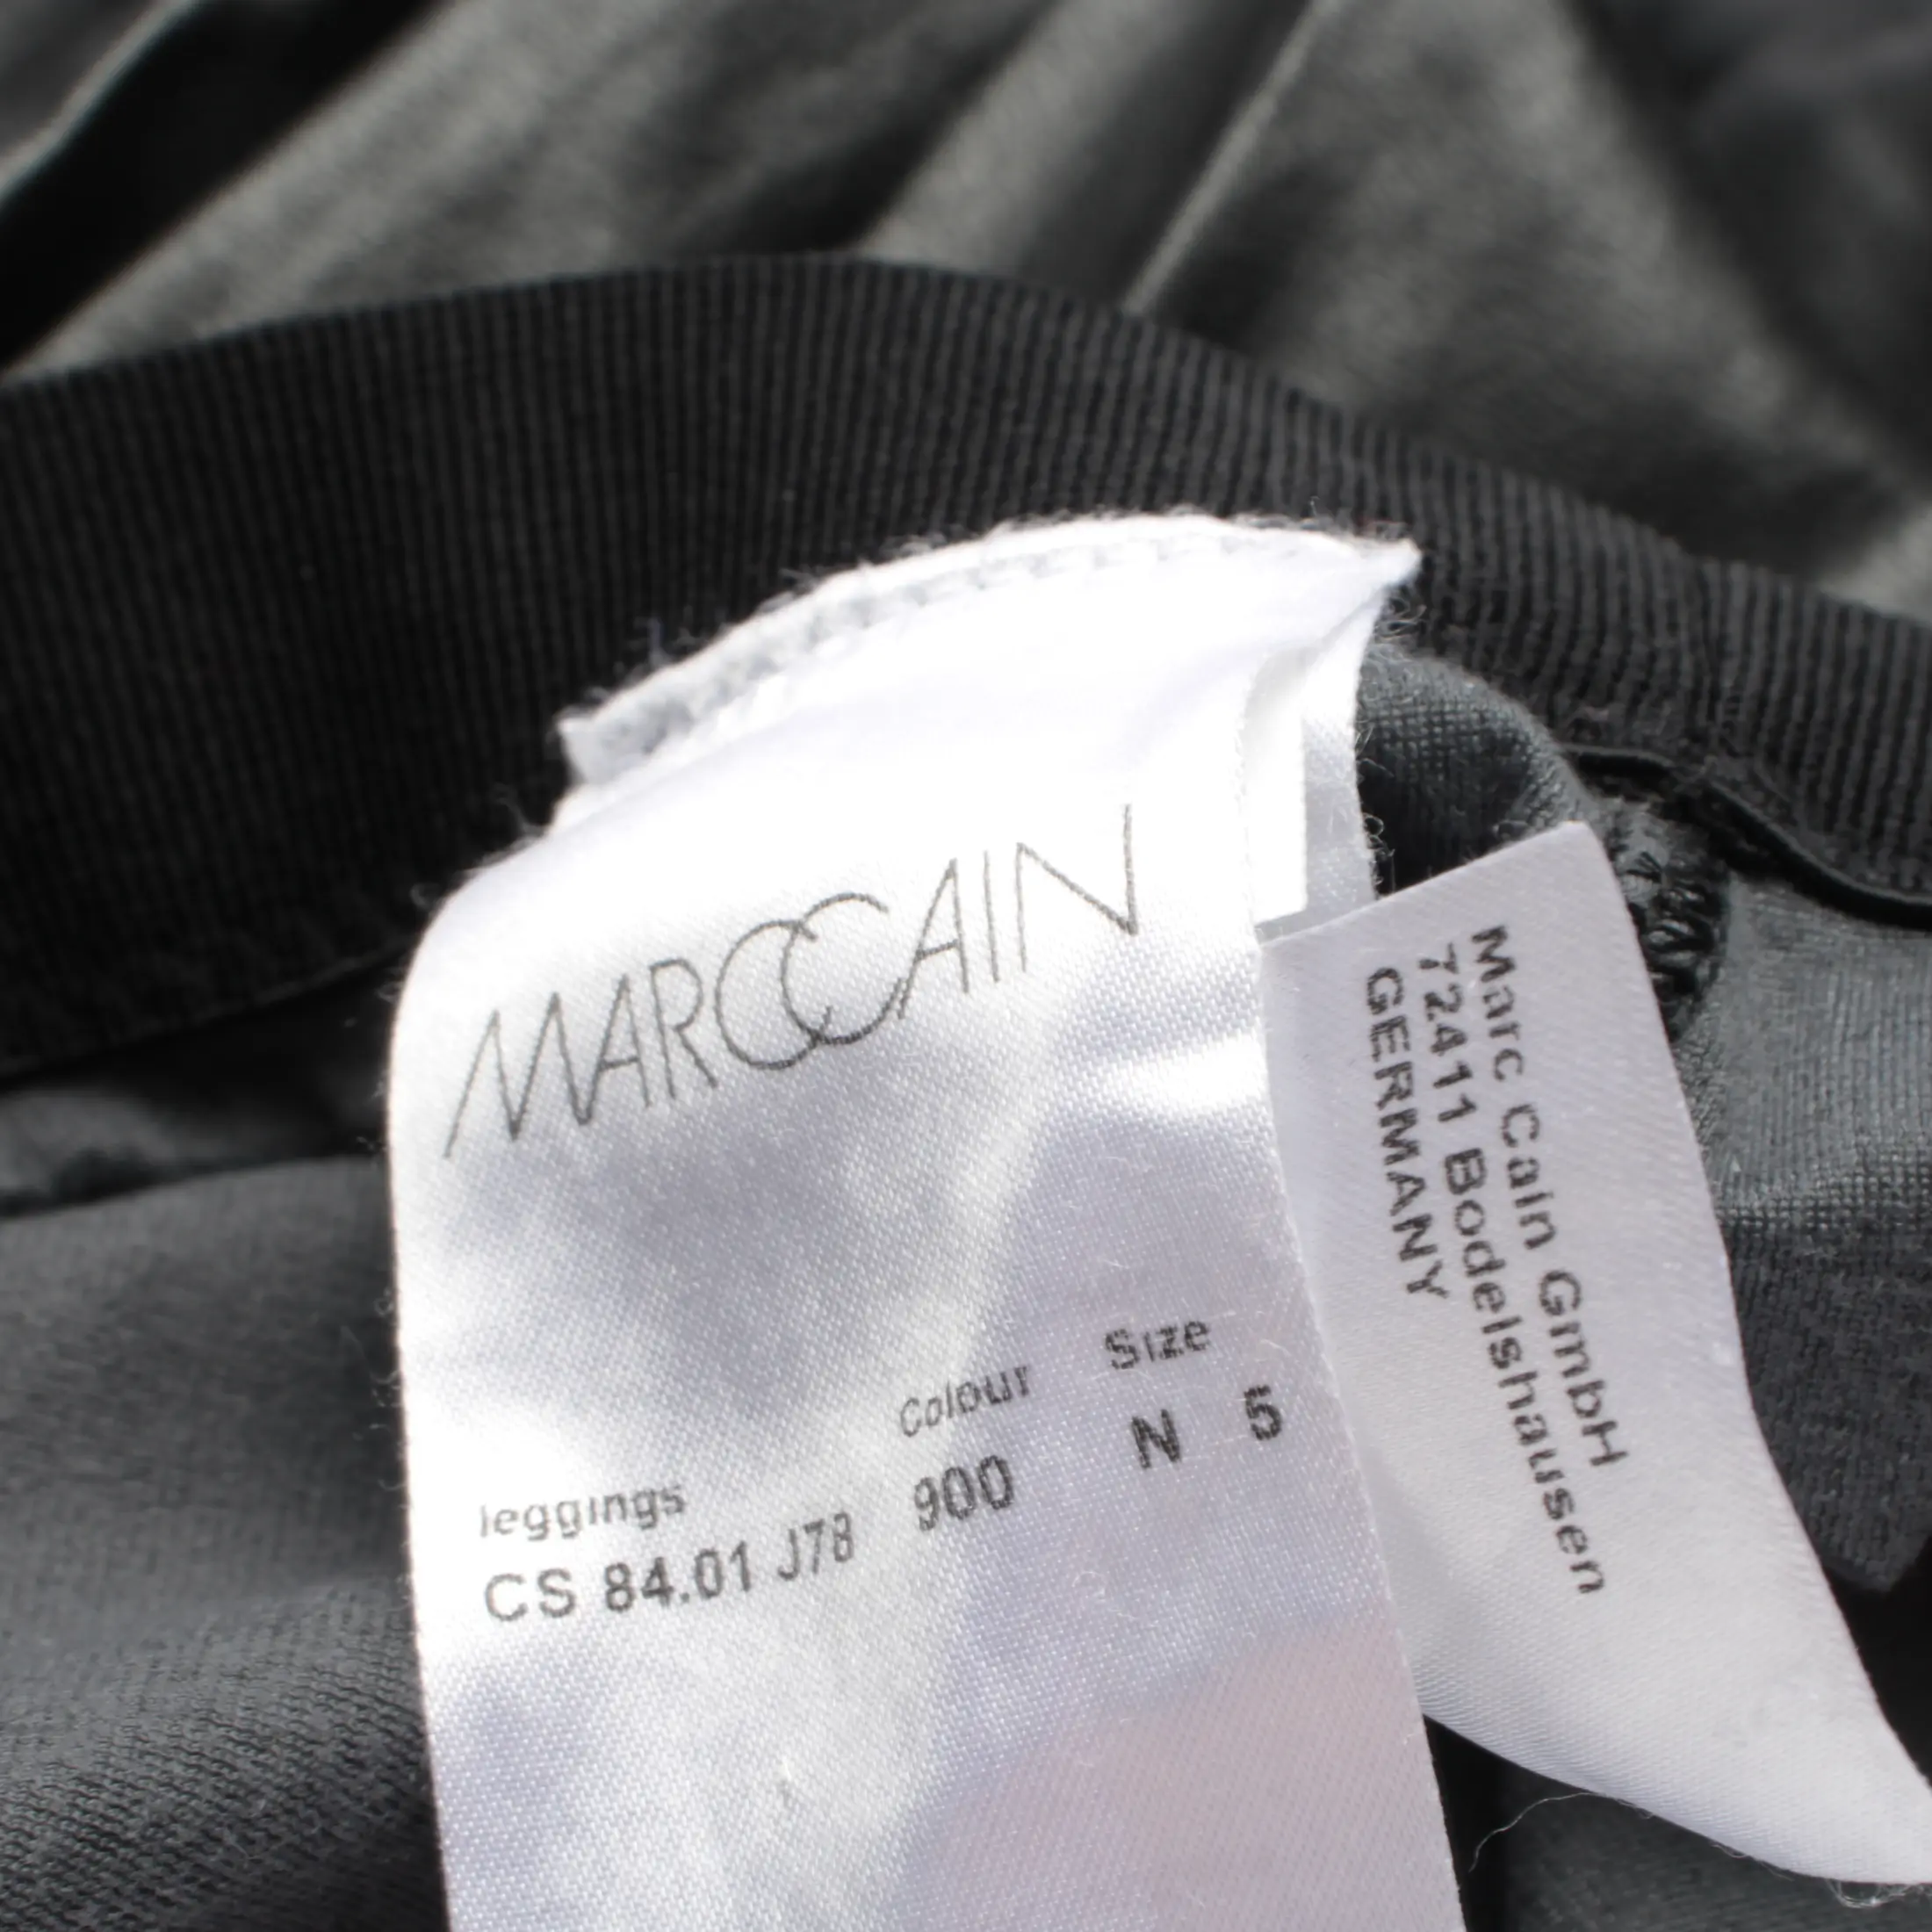 MARCCAIN
Colour Size
leggings
CS 84.01 J78 900 N 5
Marc Cain GmbH
72411 Bodelshausen
GERMANY